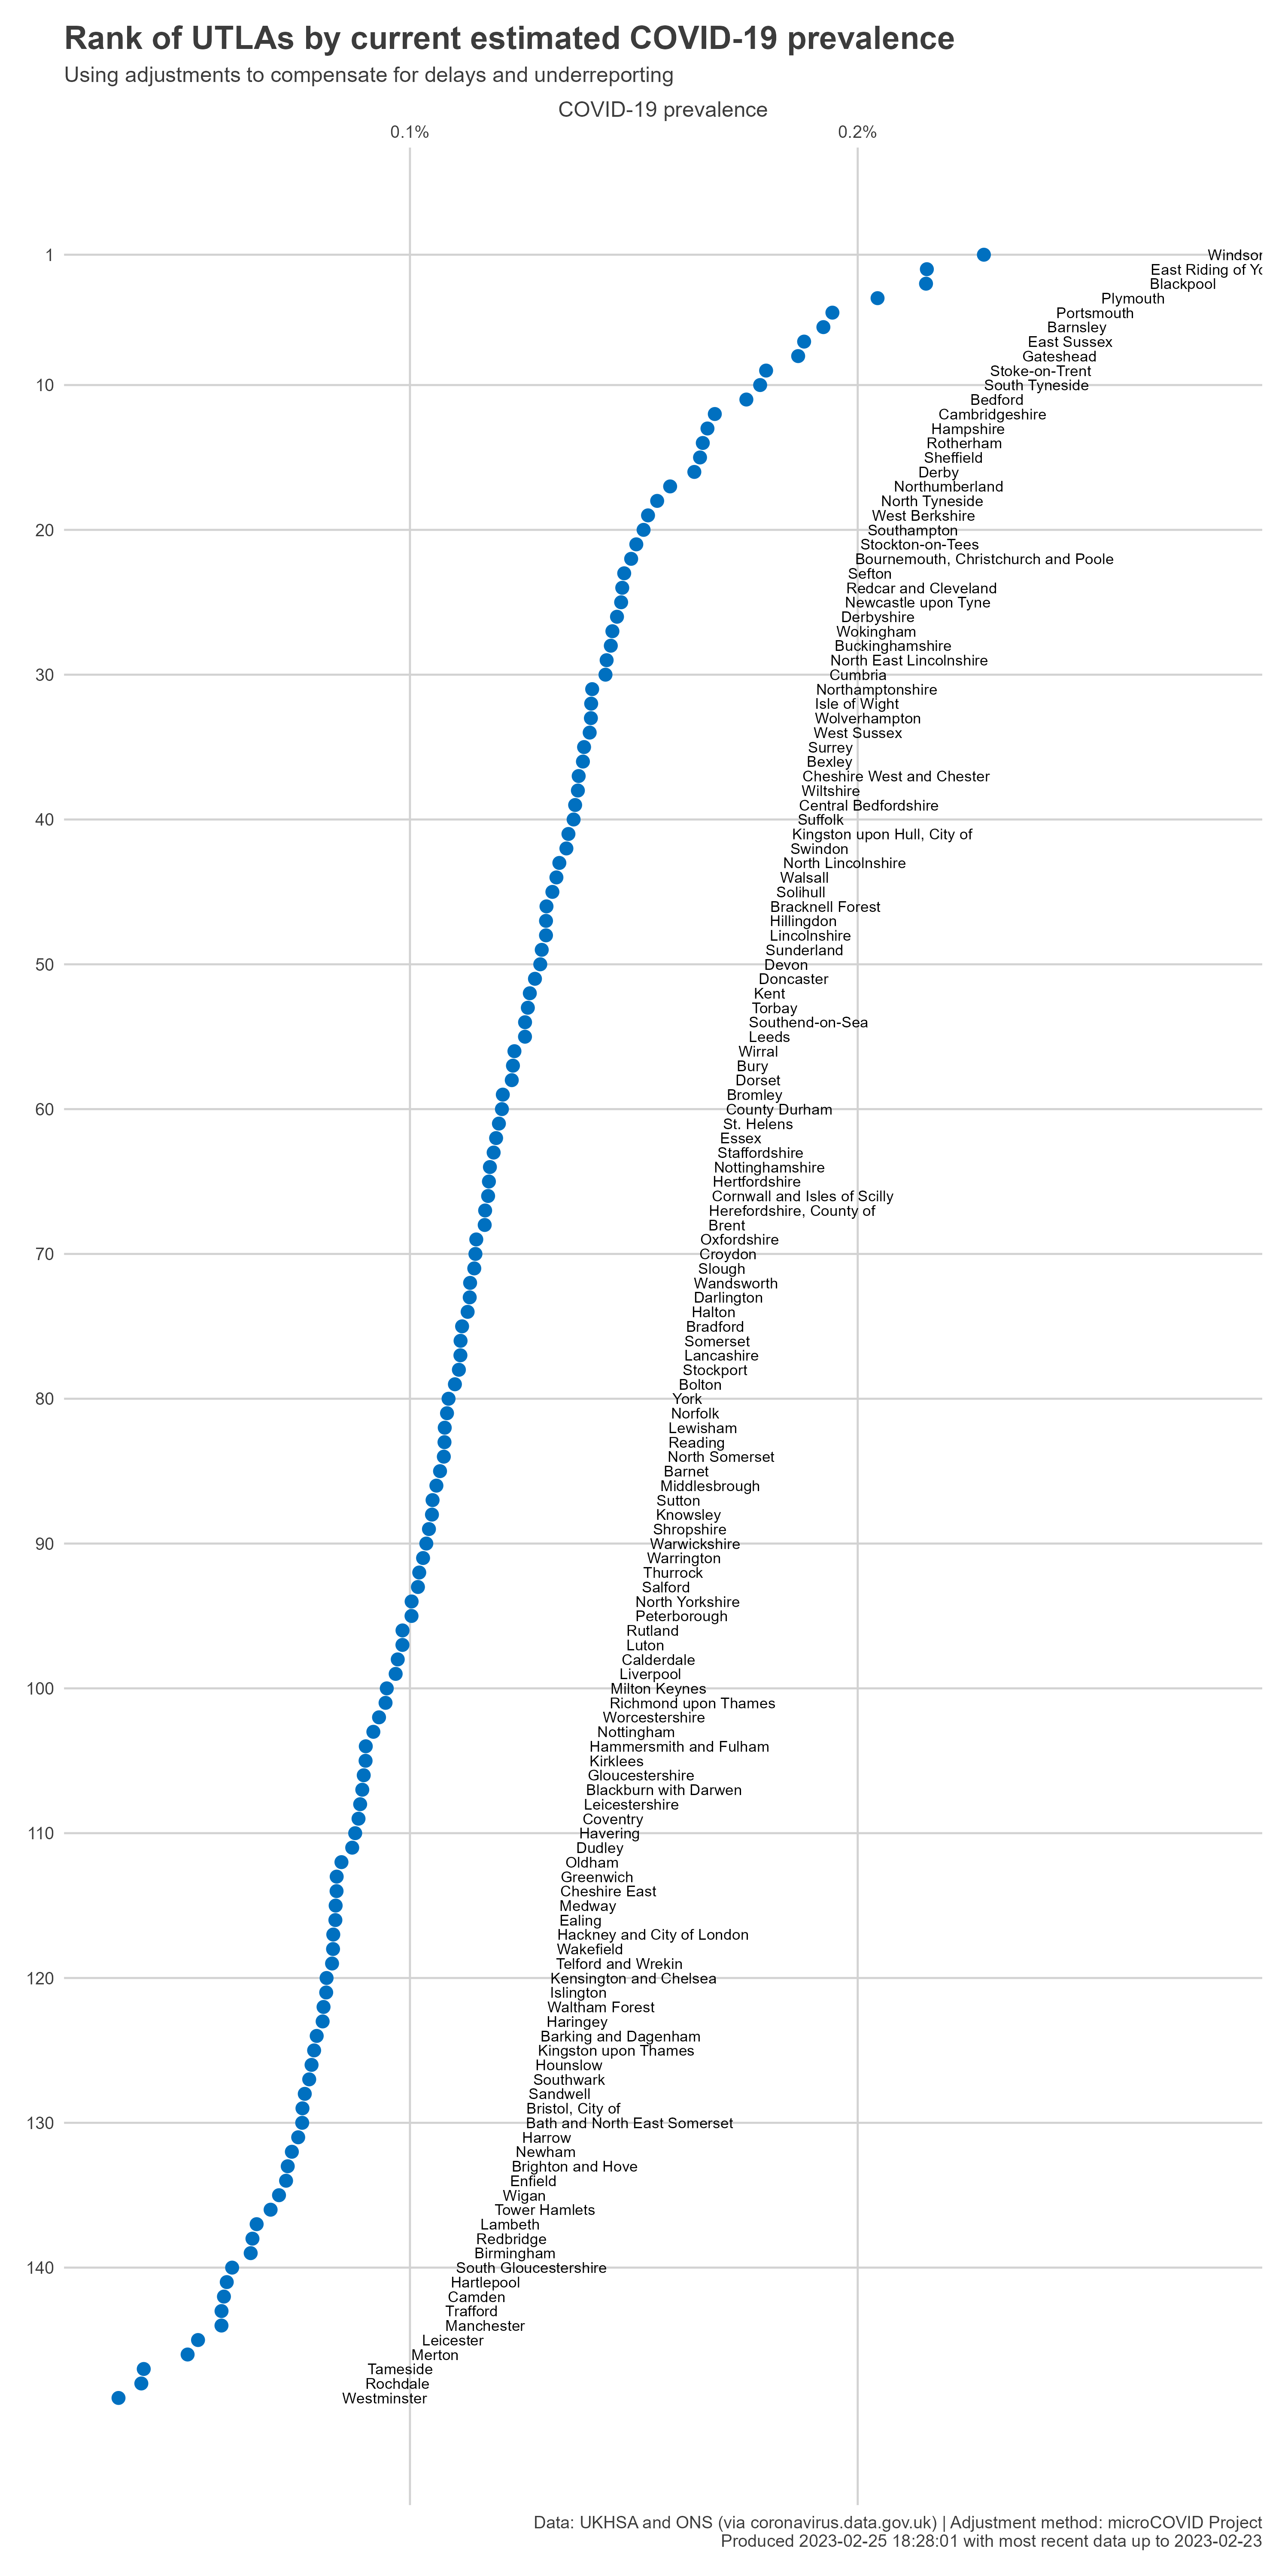 Rank of UTLAs by current estimated COVID-19 prevalence
Using adjustments to compensate for delays and underreporting
COVID-19 prevalence
0.1% 0.2%
1 Windsor
East Riding of Yo
Blackpool
Plymouth
Portsmouth
Barnsley
East Sussex
Gateshead
Stoke-on-Trent
10 South Tyneside
Bedford
Cambridgeshire
Hampshire
Rotherham
Sheffield
Derby
Northumberland
North Tyneside
West Berkshire
20 Southampton
Stockton-on-Tees
Bournemouth, Christchurch and Poole
Sefton
Redcar and Cleveland
Newcastle upon Tyne
Derbyshire
Wokingham
Buckinghamshire
North East Lincolnshire
30 Cumbria
Northamptonshire
Isle of Wight
Wolverhampton
West Sussex
Surrey
Bexley
Cheshire West and Chester
Wiltshire
Central Bedfordshire
40 Suffolk
Kingston upon Hull, City of
Swindon
North Lincolnshire
Walsall
Solihull
Bracknell Forest
Hillingdon
Lincolnshire
Sunderland
50 Devon
Doncaster
Kent
Torbay
Southend-on-Sea
Leeds
Wirral
Bury
Dorset
Bromley
60 County Durham
St. Helens
Essex
Staffordshire
Nottinghamshire
Hertfordshire
Cornwall and Isles of Scilly
Herefordshire, County of
Brent
Oxfordshire
70 Croydon
Slough
Wandsworth
Darlington
Halton
Bradford
Somerset
Lancashire
Stockport
Bolton
80 York
Norfolk
Lewisham
Reading
North Somerset
Barnet
Middlesbrough
Sutton
Knowsley
Shropshire
90 Warwickshire
Warrington
Thurrock
Salford
North Yorkshire
Peterborough
Rutland
Luton
Calderdale
Liverpool
100 Milton Keynes
Richmond upon Thames
Worcestershire
Nottingham
Hammersmith and Fulham
Kirklees
Gloucestershire
Blackburn with Darwen
Leicestershire
Coventry
110 Havering
Dudley
Oldham
Greenwich
Cheshire East
Medway
Ealing
Hackney and City of London
Wakefield
Telford and Wrekin
120 Kensington and Chelsea
Islington
Waltham Forest
Haringey
Barking and Dagenham
Kingston upon Thames
Hounslow
Southwark
Sandwell
Bristol, City of
130 Bath and North East Somerset
Harrow
Newham
Brighton and Hove
Enfield
Wigan
Tower Hamlets
Lambeth
Redbridge
Birmingham
140 South Gloucestershire
Hartlepool
Camden
Trafford
Manchester
Leicester
Merton
Tameside
Rochdale
Westminster
Data: UKHSA and ONS (via coronavirus.data.gov.uk) | Adjustment method: microCOVID Project
Produced 2023-02-25 18:28:01 with most recent data up to 2023-02-23